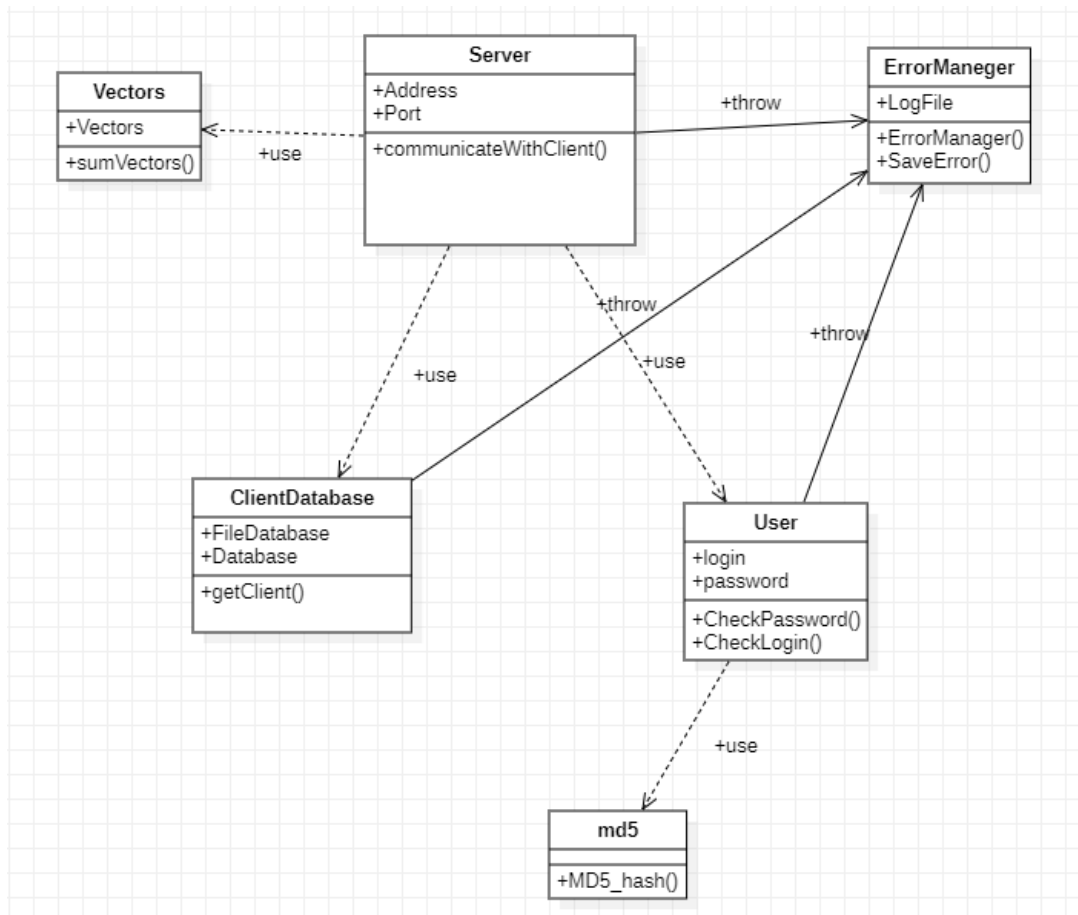 Server
+Address
+Port
+communicateWithClient()
Vectors
+Vectors
+sumVectors()
+use
+throw
ErrorManeger
+LogFile
+ErrorManager()
+SaveError()
+throw
+throw
+use
+use
ClientDatabase
+FileDatabase
+Database
+getClient()
User
+login
+password
+CheckPassword()
+CheckLogin()
+use
md5
+MD5_hash()